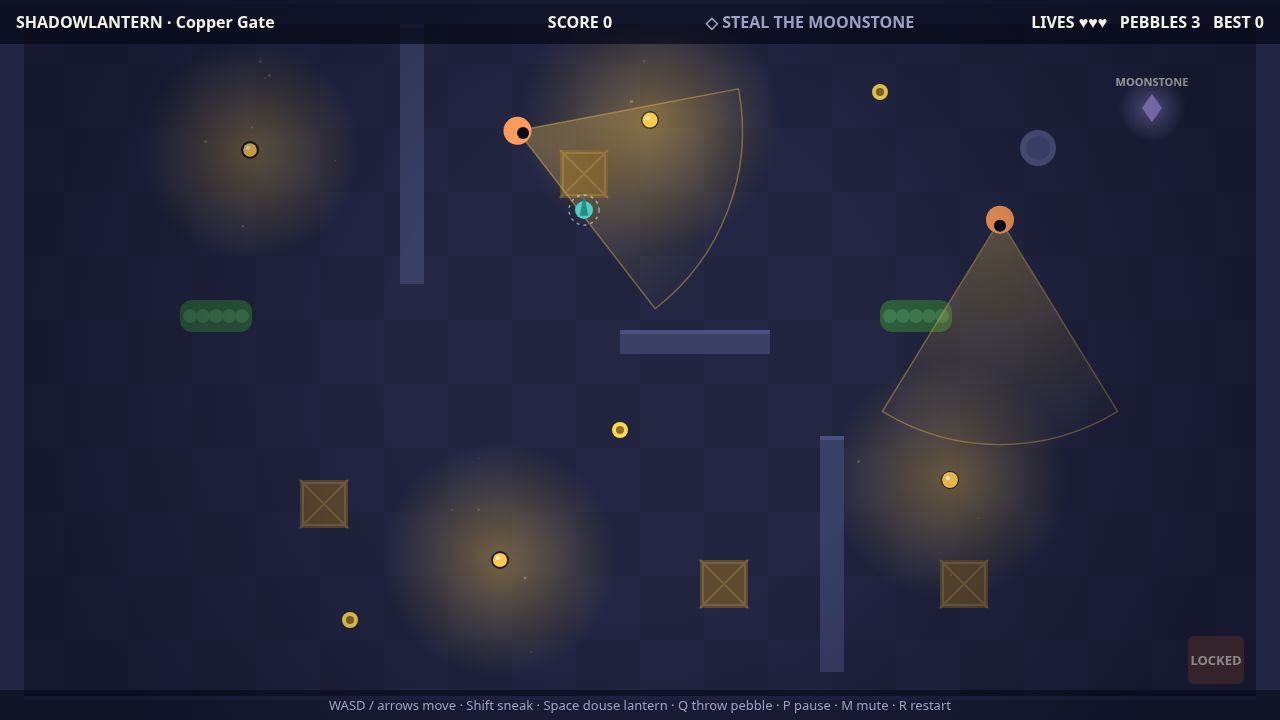 SHADOWLANTERN · Copper Gate
SCORE 0
◇ STEAL THE MOONSTONE
LIVES ♥♥♥ PEBBLES 3 BEST 0
MOONSTONE
LOCKED
WASD / arrows move · Shift sneak · Space douse lantern · Q throw pebble · P pause · M mute · R restart